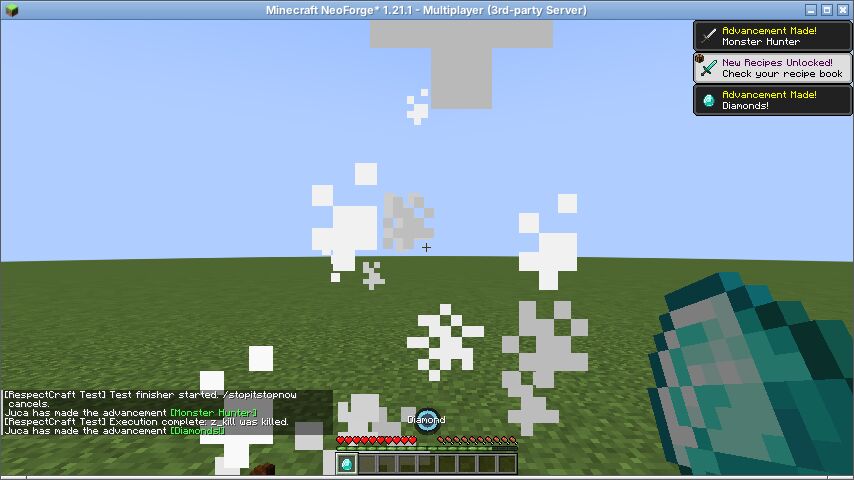 Minecraft NeoForge* 1.21.1 - Multiplayer (3rd-party Server)
Advancement Made!
Monster Hunter
New Recipes Unlocked!
Check your recipe book
Advancement Made!
Diamonds!
[RespectCraft Test] Test finisher started. /stopitstopnow
cancels.
Juca has made the advancement [Monster Hunter]
[RespectCraft Test] Execution complete: z_kill was killed.
Juca has made the advancement [Diamonds!]
Diamond